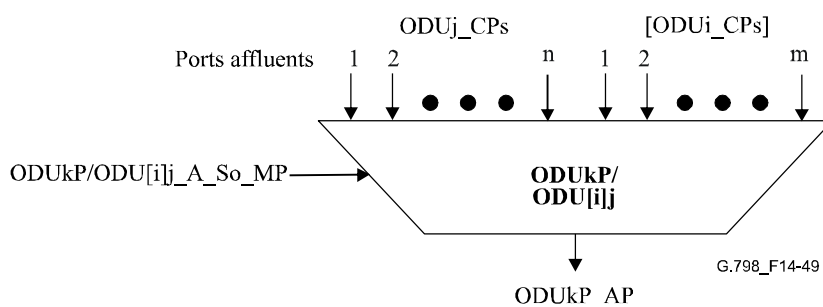 ODUj_CPs [ODUi_CPs]
Ports affluents 1 2 n 1 2 m
ODUkP/ODU[i]j_A_So_MP
ODUkP/
ODU[i]j
G.798_F14-49
ODUkP_AP